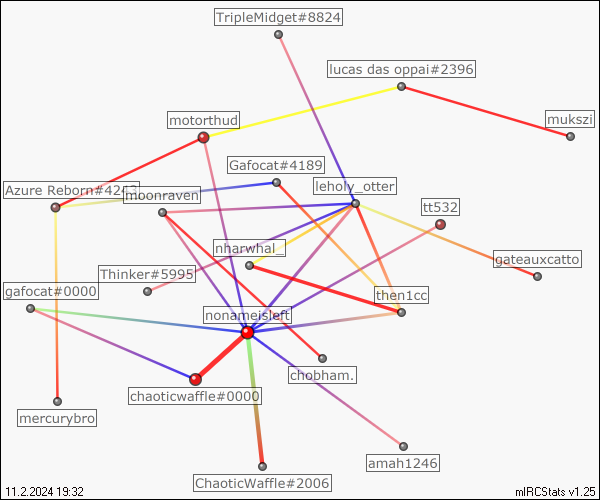 TripleMidget#8824
lucas das oppai#2396
motorthud
mukszi
Gafocat#4189
Azure Reborn#4243
moonraven
leholy_otter
tt532
nharwhal_
gateauxcatto
Thinker#5995
gafocat#0000
then1cc
nonameisleft
chobham.
chaoticwaffle#0000
mercurybro
amah1246
ChaoticWaffle#2006
11.2.2024 19:32
mIRCStats v1.25